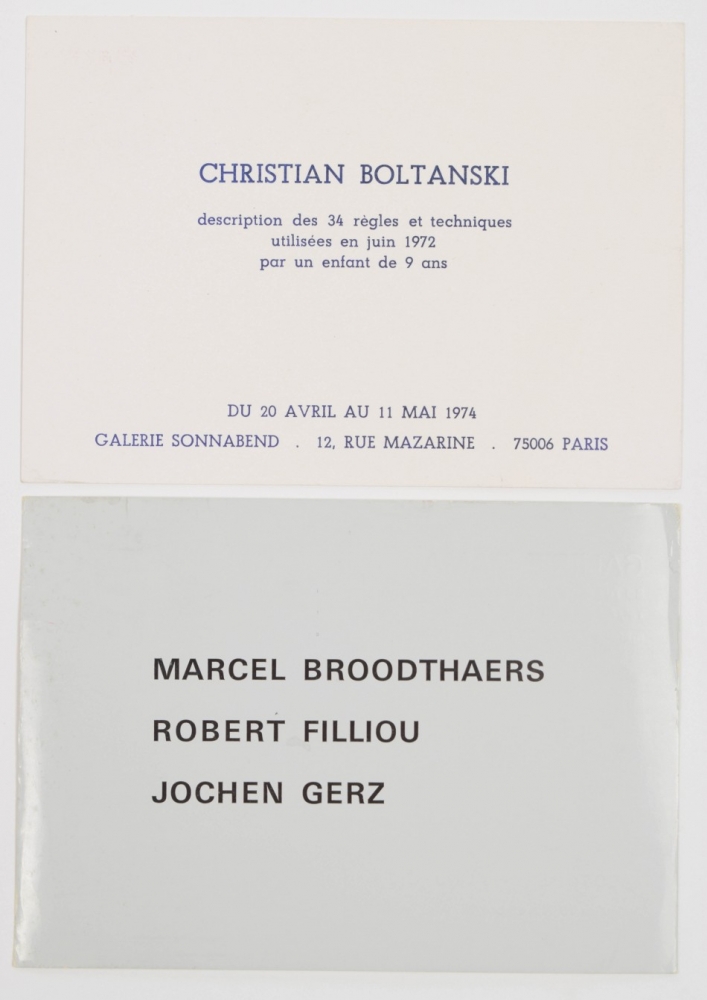 CHRISTIAN BOLTANSKI
description des 34 règles et techniques
utilisées en juin 1972
par un enfant de 9 ans
DU 20 AVRIL AU 11 MAI 1974
GALERIE SONNABEND . 12, RUE MAZARINE . 75006 PARIS
MARCEL BROODTHAERS
ROBERT FILLIOU
JOCHEN GERZ